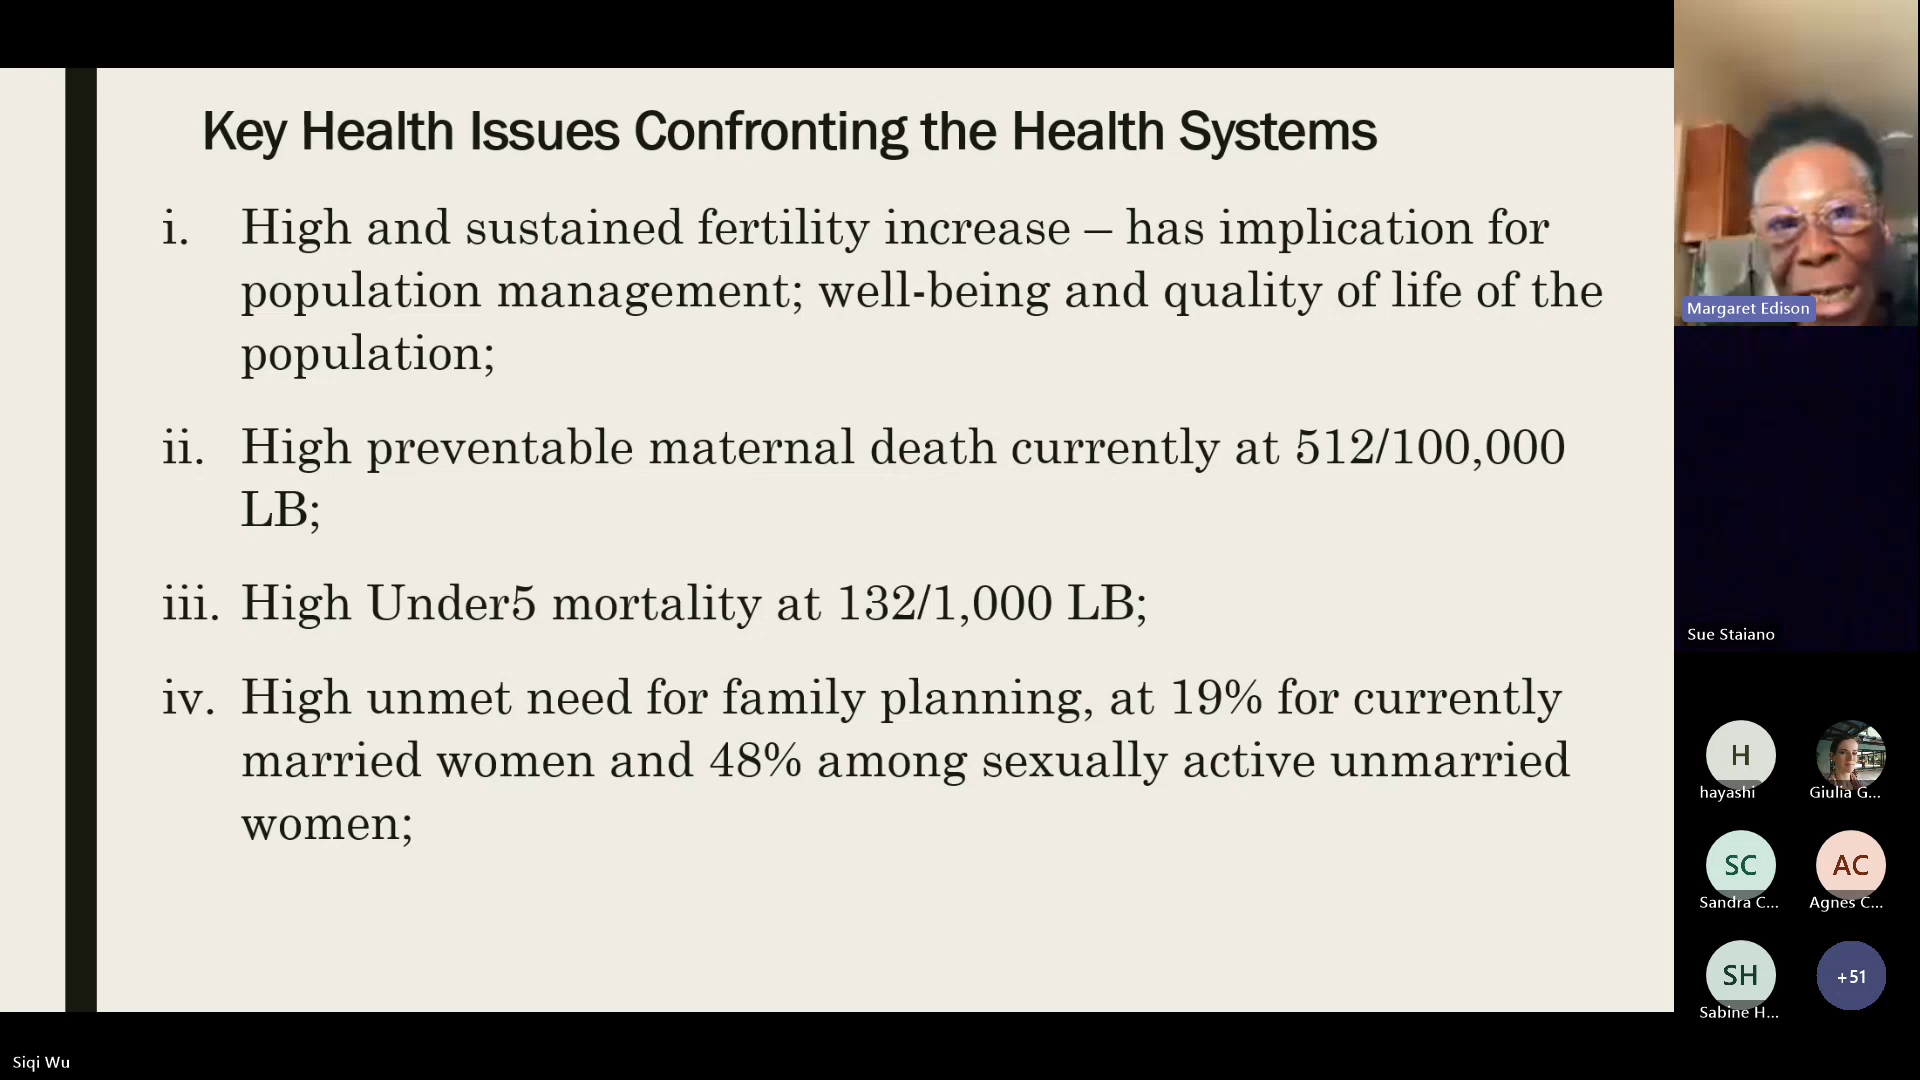 Key Health Issues Confronting the Health Systems
i. High and sustained fertility increase – has implication for
population management; well-being and quality of life of the
population;
ii. High preventable maternal death currently at 512/100,000
LB;
iii. High Under5 mortality at 132/1,000 LB;
iv. High unmet need for family planning, at 19% for currently
married women and 48% among sexually active unmarried
women;
Margaret Edison
Sue Staiano
H
hayashi
Giulia G...
SC
Sandra C...
AC
Agnes C...
SH
Sabine H...
+51
Siqi Wu